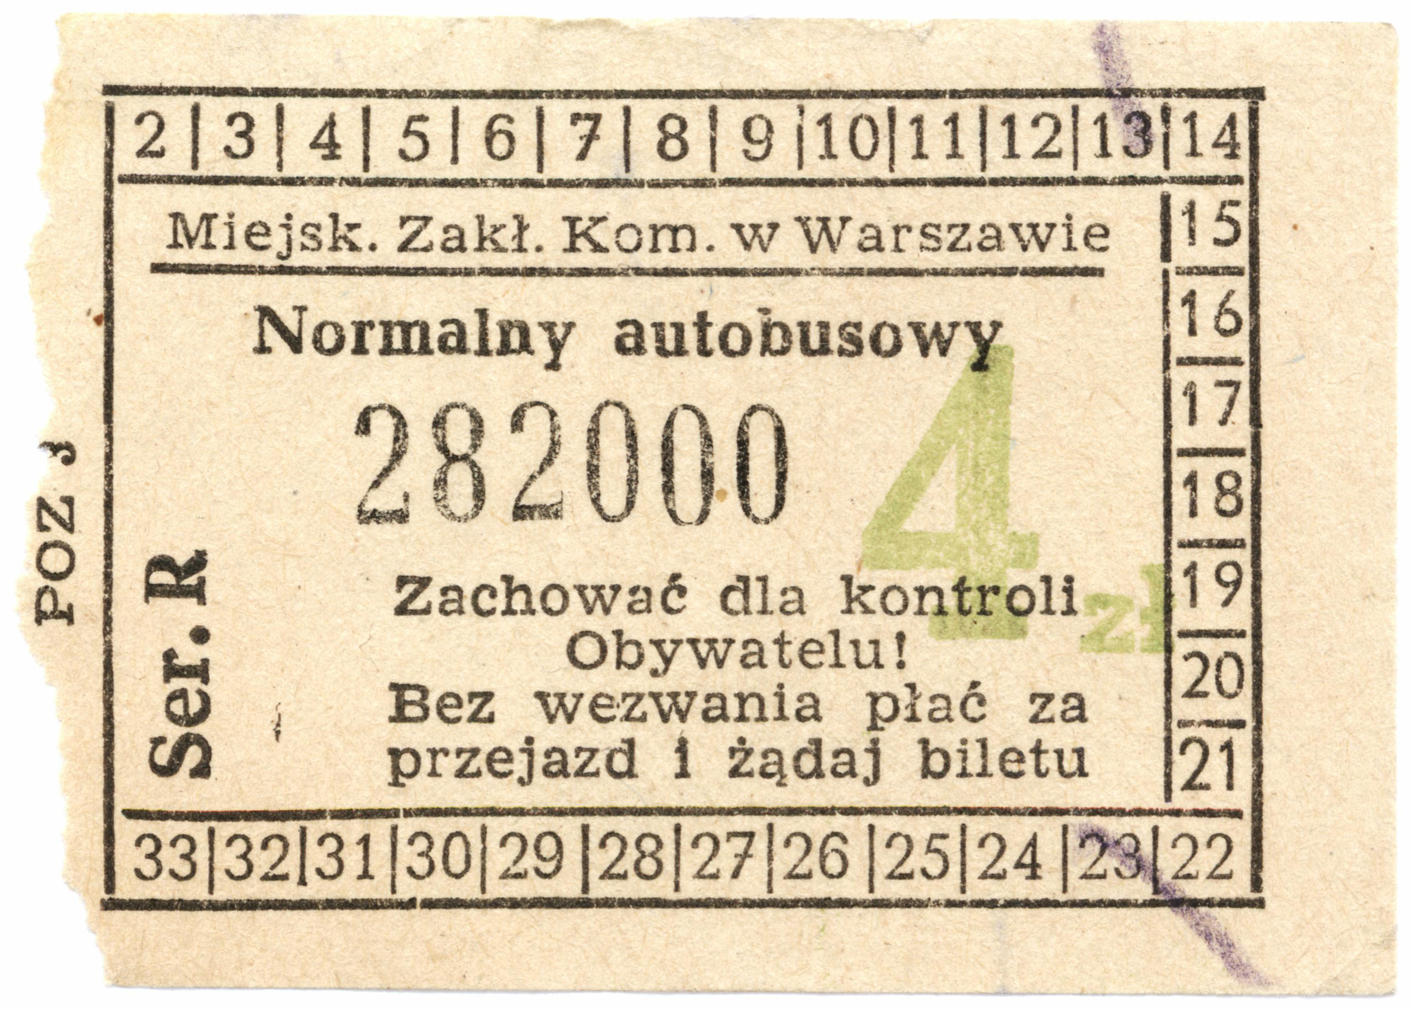 2 | 3 | 4 | 5 | 6 | 7 | 8 | 9 | 10 | 11 | 12 | 13 | 14
Miejsk. Zakł. Kom. w Warszawie
Normalny autobusowy
282000
4 zł
Zachować dla kontroli
Obywatelu!
Bez wezwania płać za
przejazd i żądaj biletu
Ser. R
POZ J
15
16
17
18
19
20
21
33 | 32 | 31 | 30 | 29 | 28 | 27 | 26 | 25 | 24 | 23 | 22